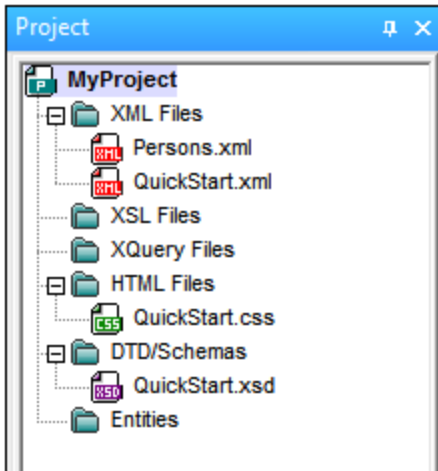 Project
MyProject
XML Files
Persons.xml
QuickStart.xml
XSL Files
XQuery Files
HTML Files
QuickStart.css
DTD/Schemas
QuickStart.xsd
Entities